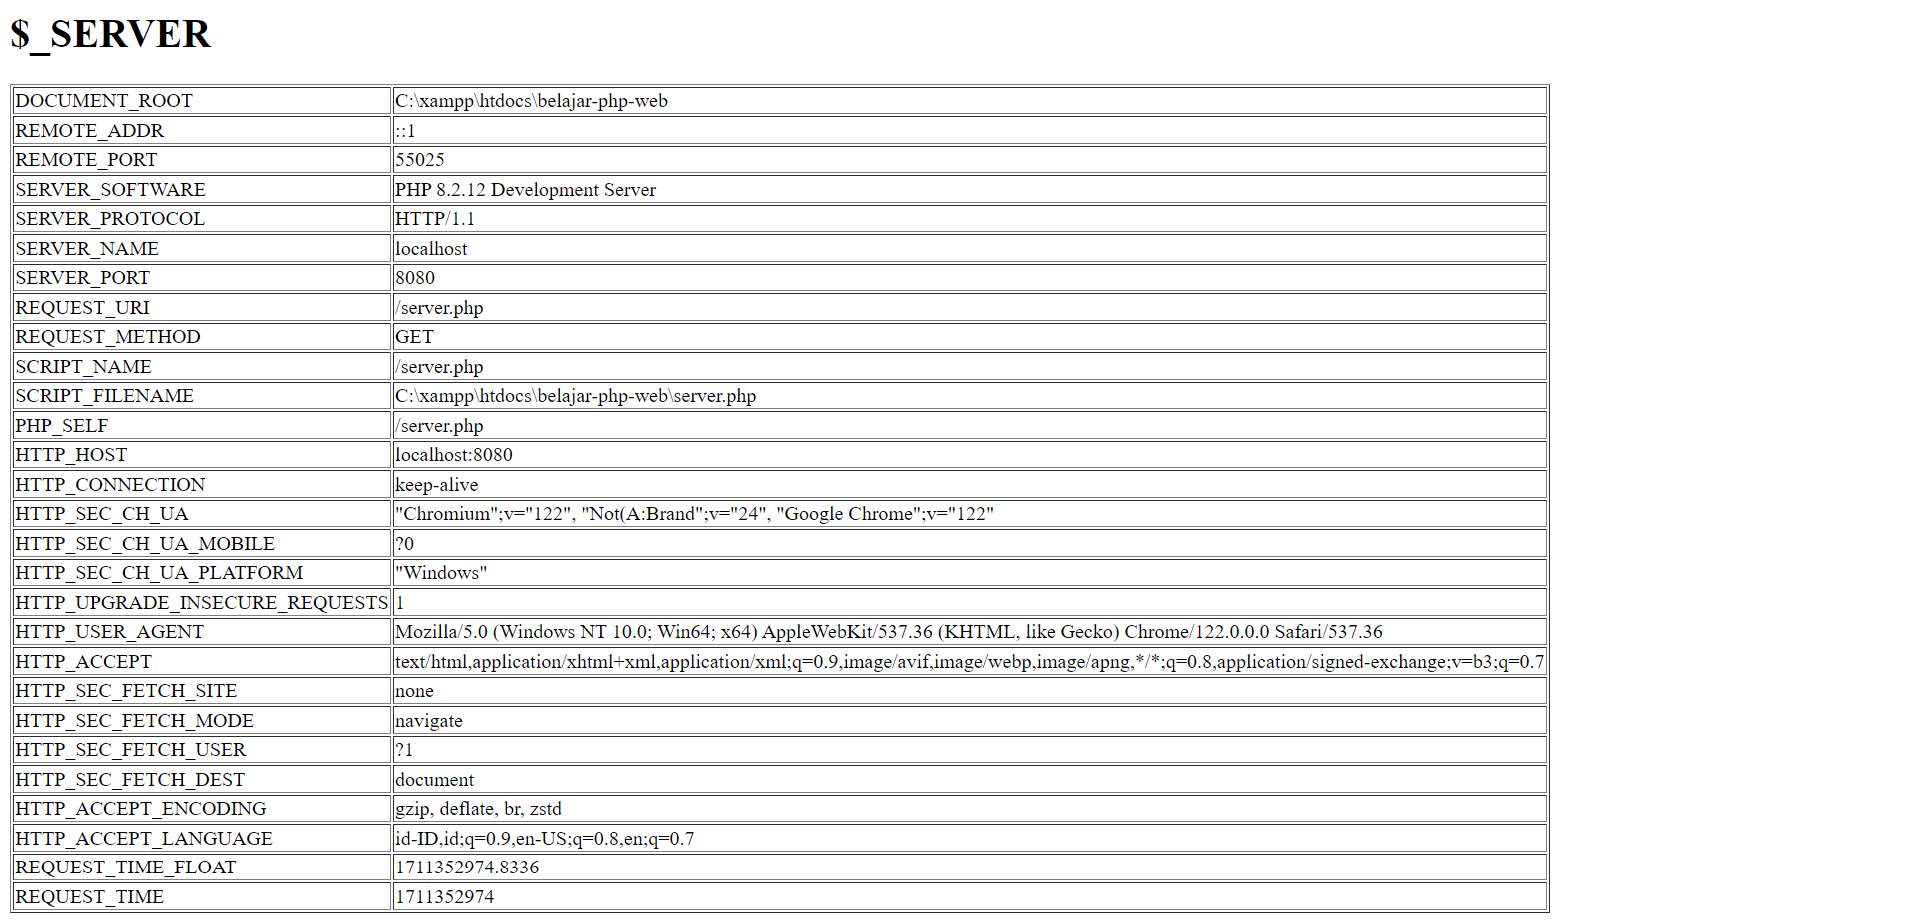 $_SERVER
DOCUMENT_ROOT C:\xampp\htdocs\belajar-php-web
REMOTE_ADDR ::1
REMOTE_PORT 55025
SERVER_SOFTWARE PHP 8.2.12 Development Server
SERVER_PROTOCOL HTTP/1.1
SERVER_NAME localhost
SERVER_PORT 8080
REQUEST_URI /server.php
REQUEST_METHOD GET
SCRIPT_NAME /server.php
SCRIPT_FILENAME C:\xampp\htdocs\belajar-php-web\server.php
PHP_SELF /server.php
HTTP_HOST localhost:8080
HTTP_CONNECTION keep-alive
HTTP_SEC_CH_UA "Chromium";v="122", "Not(A:Brand";v="24", "Google Chrome";v="122"
HTTP_SEC_CH_UA_MOBILE ?0
HTTP_SEC_CH_UA_PLATFORM "Windows"
HTTP_UPGRADE_INSECURE_REQUESTS 1
HTTP_USER_AGENT Mozilla/5.0 (Windows NT 10.0; Win64; x64) AppleWebKit/537.36 (KHTML, like Gecko) Chrome/122.0.0.0 Safari/537.36
HTTP_ACCEPT text/html,application/xhtml+xml,application/xml;q=0.9,image/avif,image/webp,image/apng,*/*;q=0.8,application/signed-exchange;v=b3;q=0.7
HTTP_SEC_FETCH_SITE none
HTTP_SEC_FETCH_MODE navigate
HTTP_SEC_FETCH_USER ?1
HTTP_SEC_FETCH_DEST document
HTTP_ACCEPT_ENCODING gzip, deflate, br, zstd
HTTP_ACCEPT_LANGUAGE id-ID,id;q=0.9,en-US;q=0.8,en;q=0.7
REQUEST_TIME_FLOAT 1711352974.8336
REQUEST_TIME 1711352974